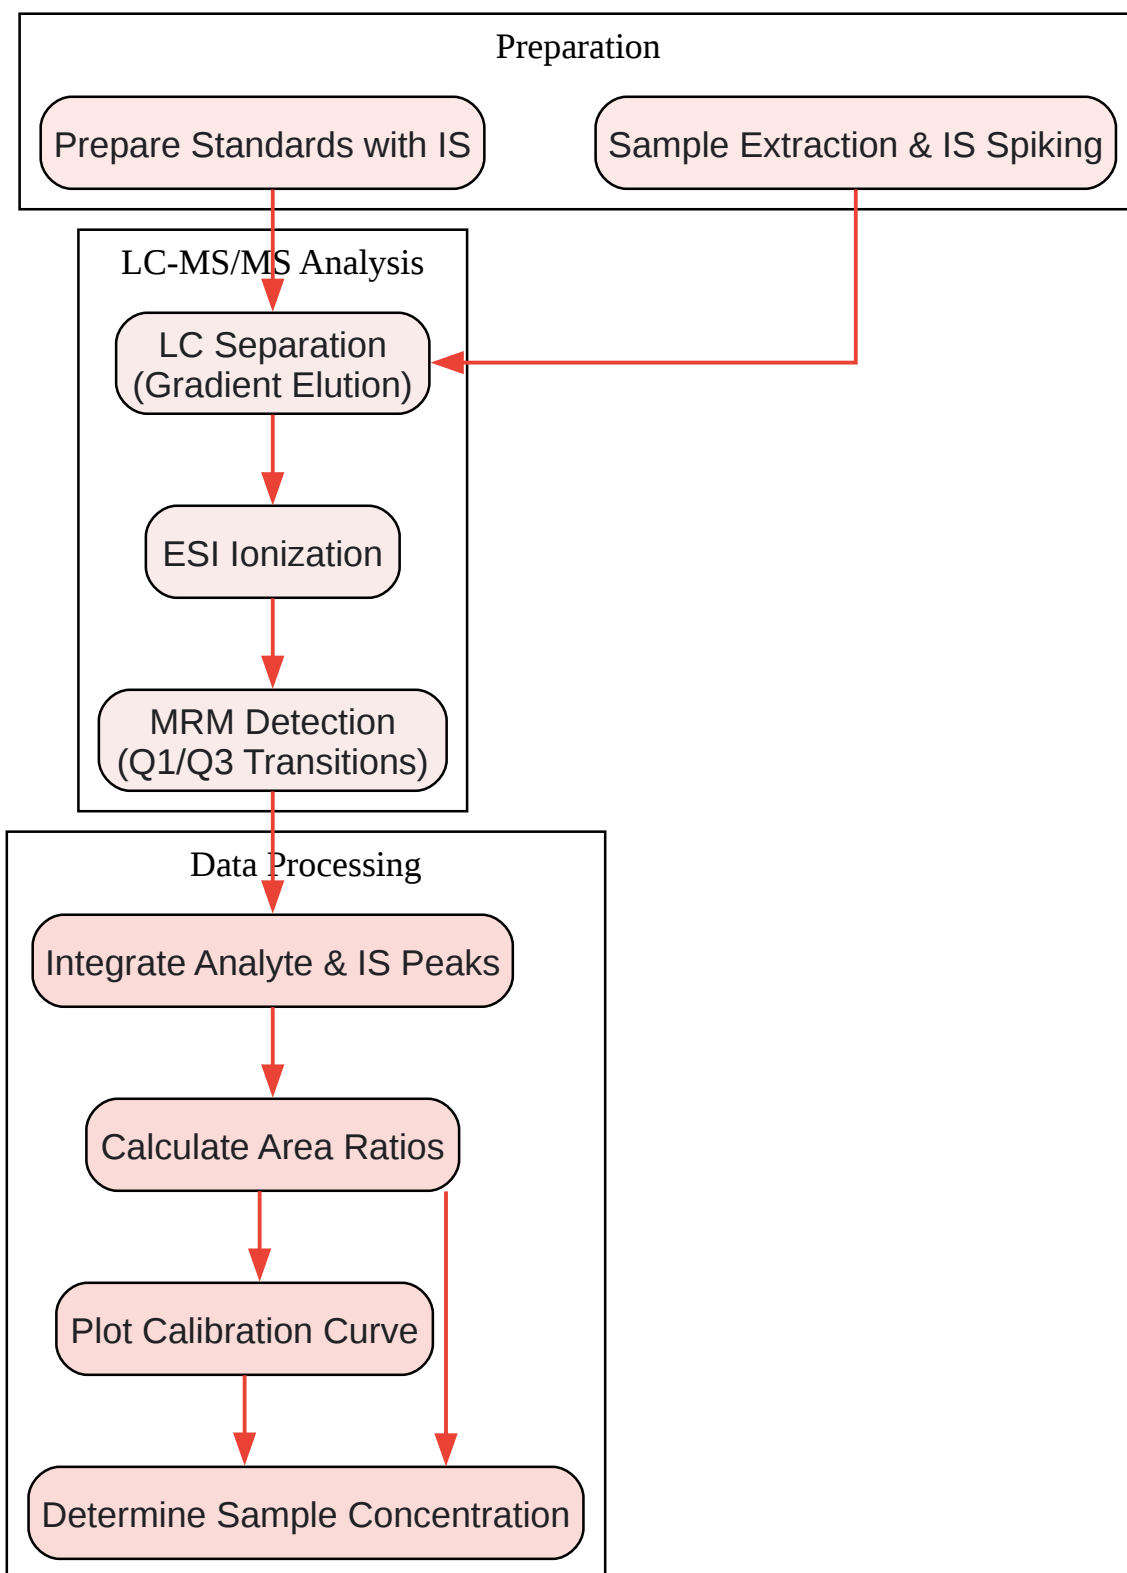 Preparation
Prepare Standards with IS
Sample Extraction & IS Spiking
LC-MS/MS Analysis
LC Separation
(Gradient Elution)
ESI Ionization
MRM Detection
(Q1/Q3 Transitions)
Data Processing
Integrate Analyte & IS Peaks
Calculate Area Ratios
Plot Calibration Curve
Determine Sample Concentration